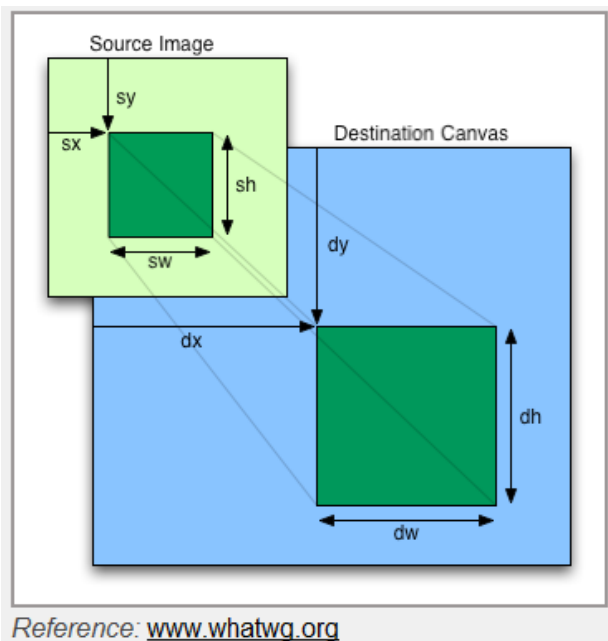 Source Image
sy
sx
Destination Canvas
sh
sw
dy
dx
dh
dw
Reference: www.whatwg.org